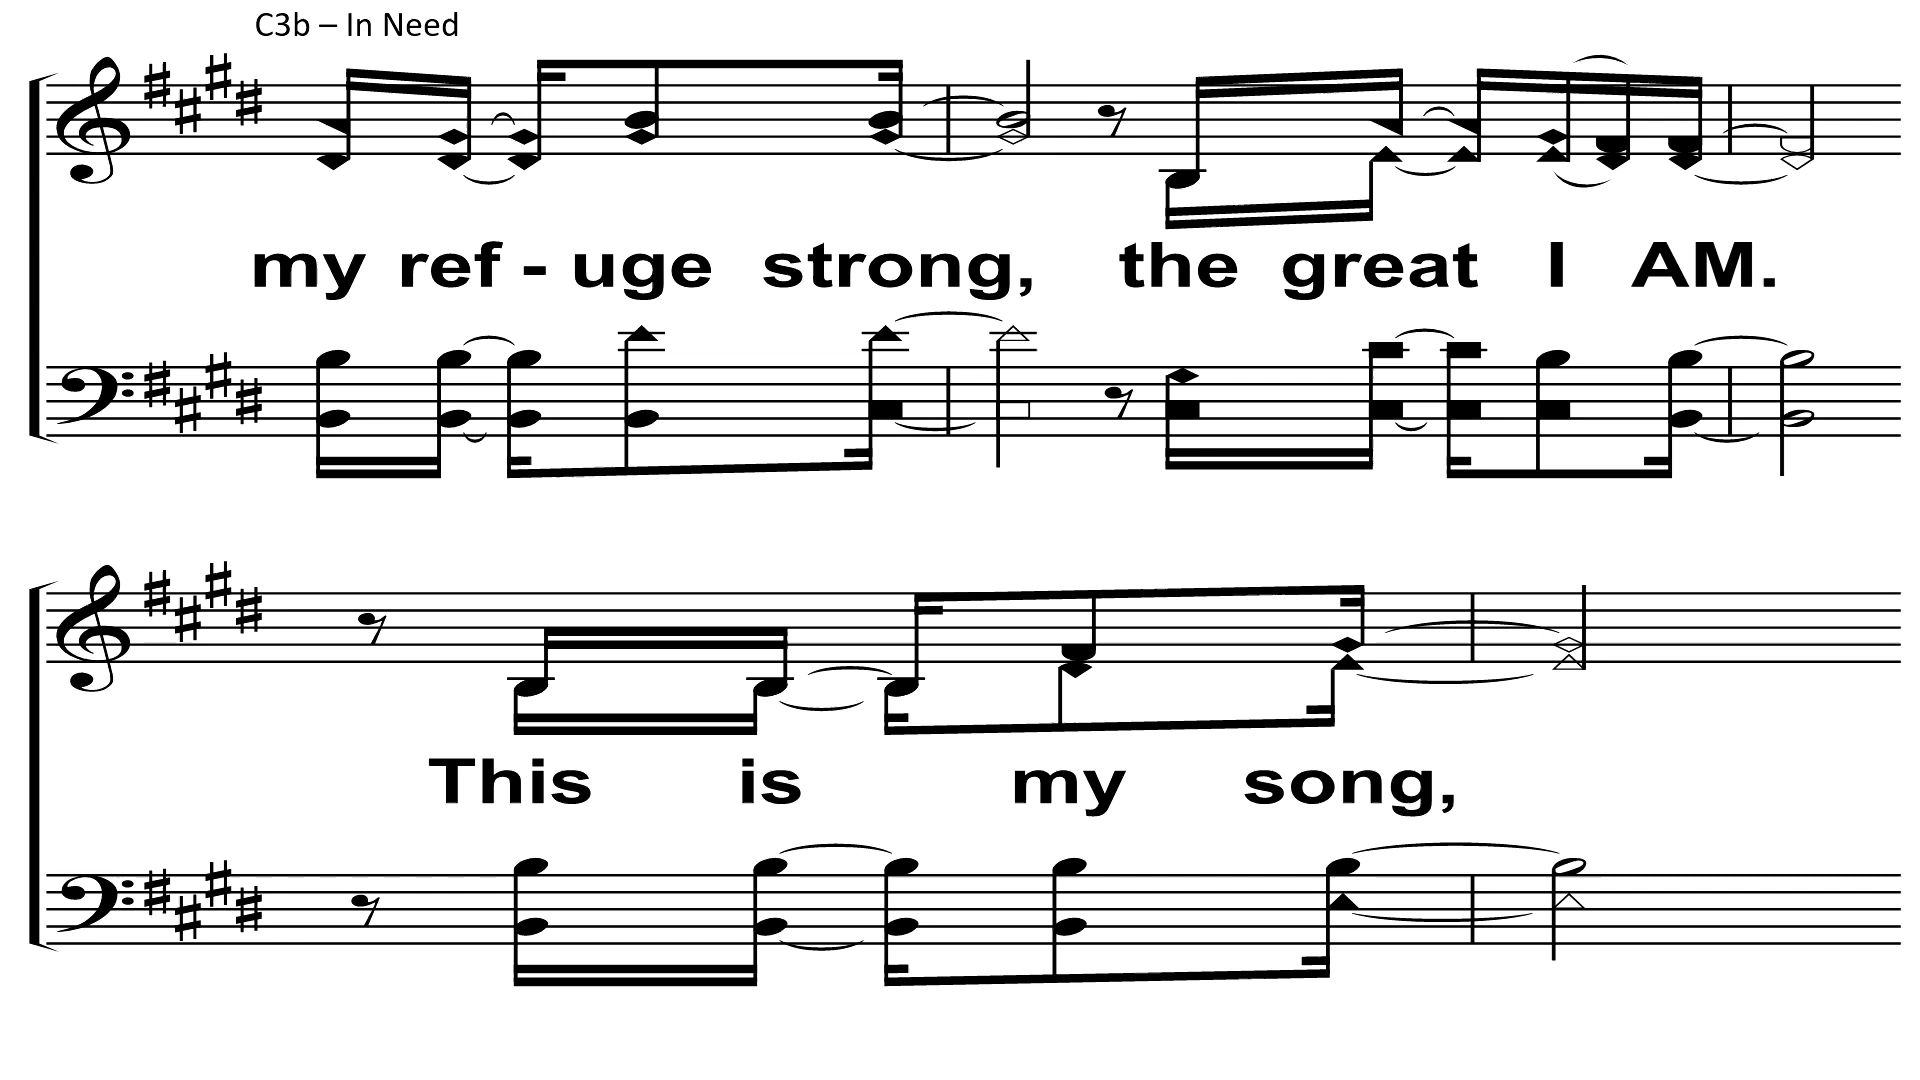 C3b – In Need
my ref - uge strong, the great I AM.
This is my song,